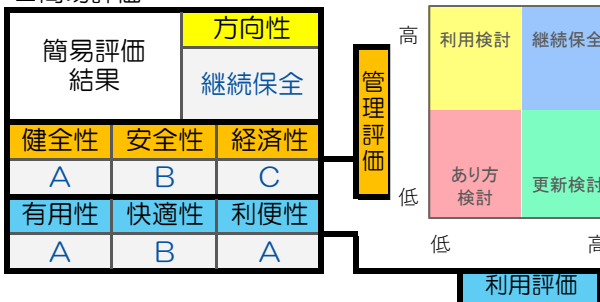 簡易評価
結果
方向性
継続保全
健全性 安全性 経済性
A B C
有用性 快適性 利便性
A B A
管理評価
高
低
利用検討 継続保全
あり方
検討
更新検討
低 高
利用評価